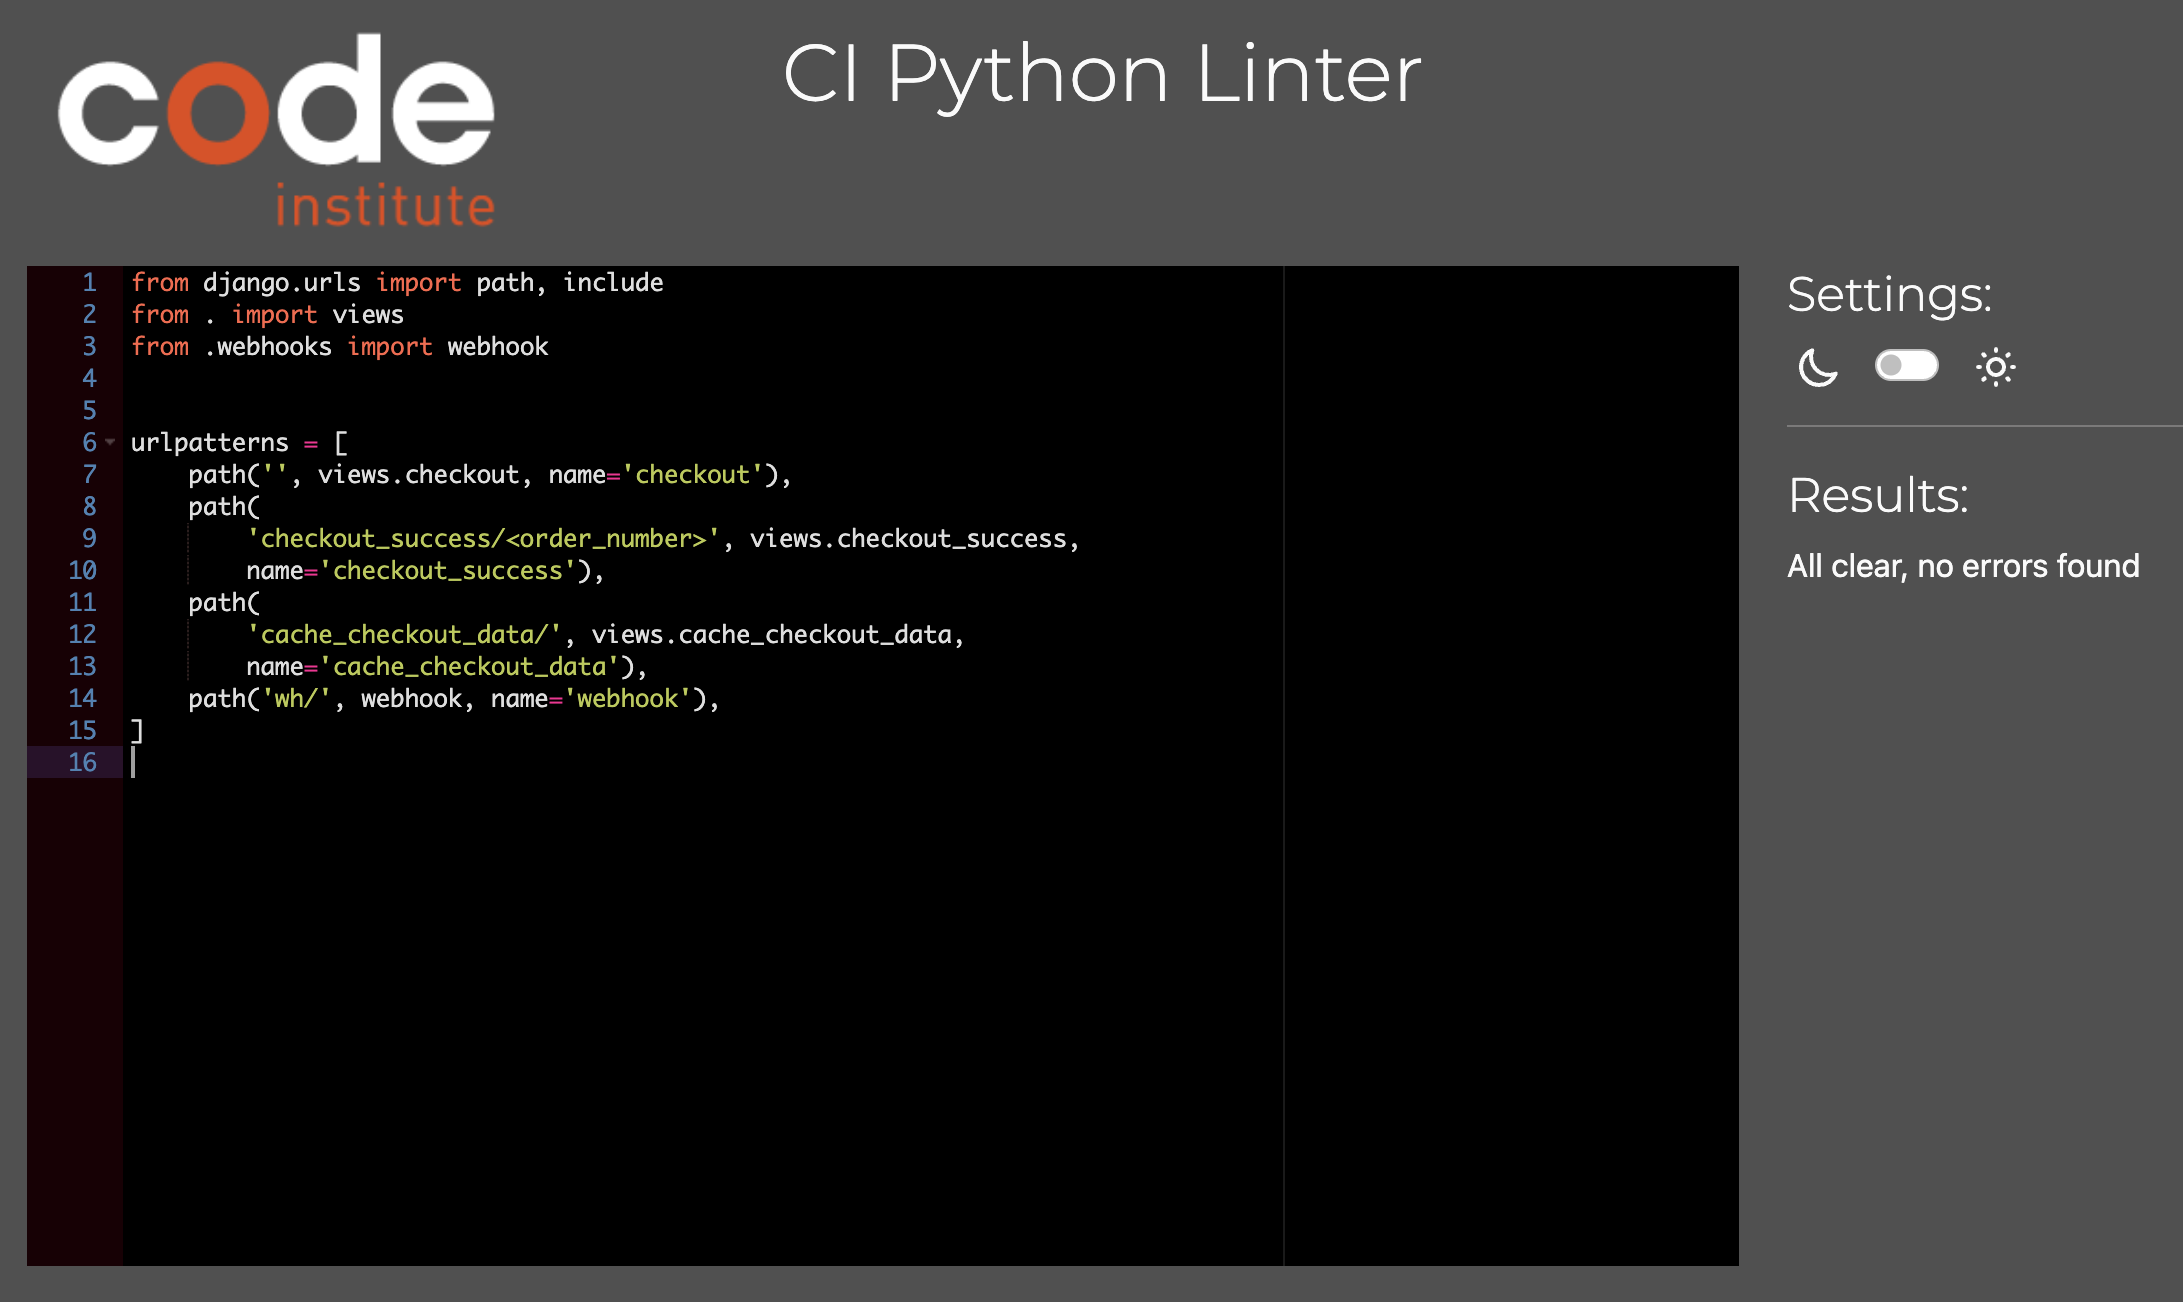 code
institute
CI Python Linter
1 from django.urls import path, include
2 from . import views
3 from .webhooks import webhook
4
5
6 urlpatterns = [
7     path('', views.checkout, name='checkout'),
8     path(
9         'checkout_success/<order_number>', views.checkout_success,
10         name='checkout_success'),
11     path(
12         'cache_checkout_data/', views.cache_checkout_data,
13         name='cache_checkout_data'),
14     path('wh/', webhook, name='webhook'),
15 ]
16
Settings:
Results:
All clear, no errors found